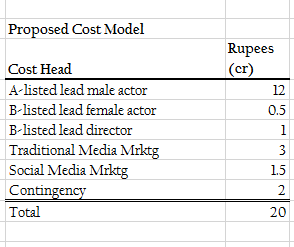 Proposed Cost Model
Rupees
Cost Head (cr)
A-listed lead male actor 12
B-listed lead female actor 0.5
B-listed lead director 1
Traditional Media Mrktg 3
Social Media Mrktg 1.5
Contingency 2
Total 20